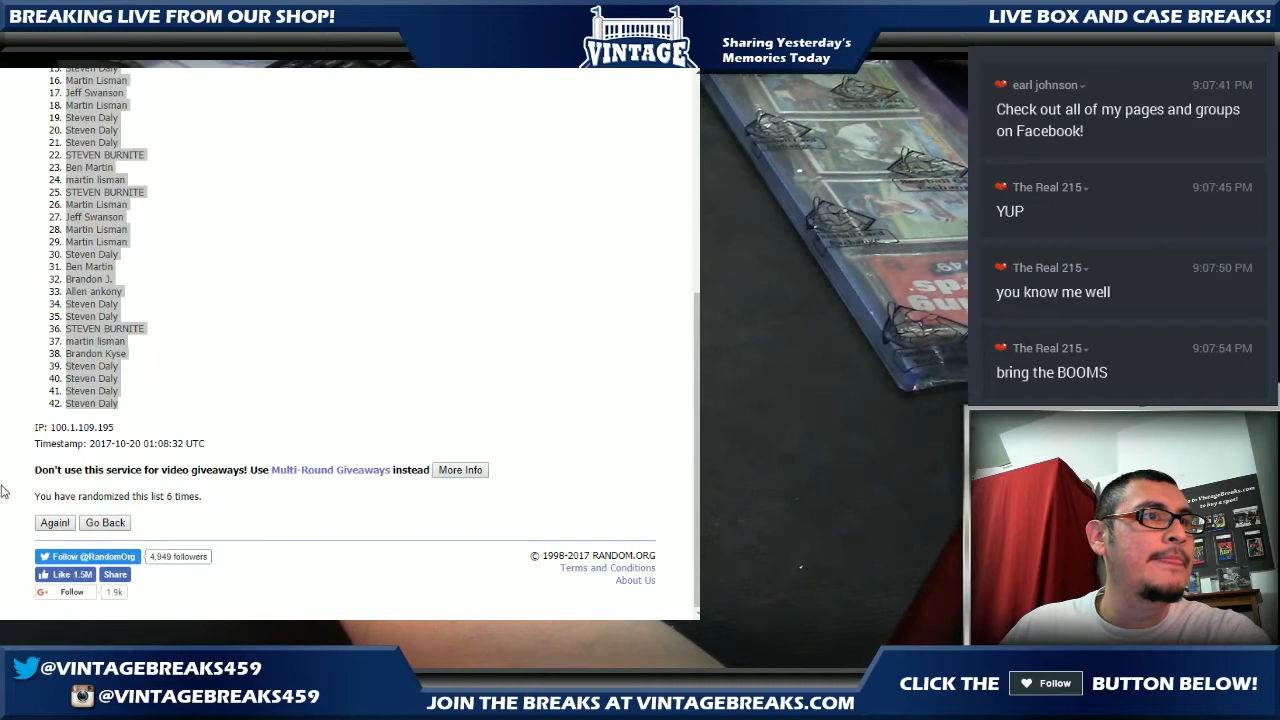 BREAKING LIVE FROM OUR SHOP!
VINTAGE
Sharing Yesterday's
Memories Today
LIVE BOX AND CASE BREAKS!
15. Steven Daly
16. Martin Lisman
17. Jeff Swanson
18. Martin Lisman
19. Steven Daly
20. Steven Daly
21. Steven Daly
22. STEVEN BURNITE
23. Ben Martin
24. martin lisman
25. STEVEN BURNITE
26. Martin Lisman
27. Jeff Swanson
28. Martin Lisman
29. Martin Lisman
30. Steven Daly
31. Ben Martin
32. Brandon J.
33. Allen ankony
34. Steven Daly
35. Steven Daly
36. STEVEN BURNITE
37. martin lisman
38. Brandon Kyse
39. Steven Daly
40. Steven Daly
41. Steven Daly
42. Steven Daly
IP: 100.1.109.195
Timestamp: 2017-10-20 01:08:32 UTC
Don't use this service for video giveaways! Use Multi-Round Giveaways instead More Info
You have randomized this list 6 times.
Again! Go Back
Follow @RandomOrg 4,949 followers
Like 1.5M Share
G+ Follow 1.9k
© 1998-2017 RANDOM.ORG
Terms and Conditions
About Us
earl johnson 9:07:41 PM
Check out all of my pages and groups
on Facebook!
The Real 215 9:07:45 PM
YUP
The Real 215 9:07:50 PM
you know me well
The Real 215 9:07:54 PM
bring the BOOMS
@VINTAGEBREAKS459
@VINTAGEBREAKS459
JOIN THE BREAKS AT VINTAGEBREAKS.COM
CLICK THE Follow BUTTON BELOW!